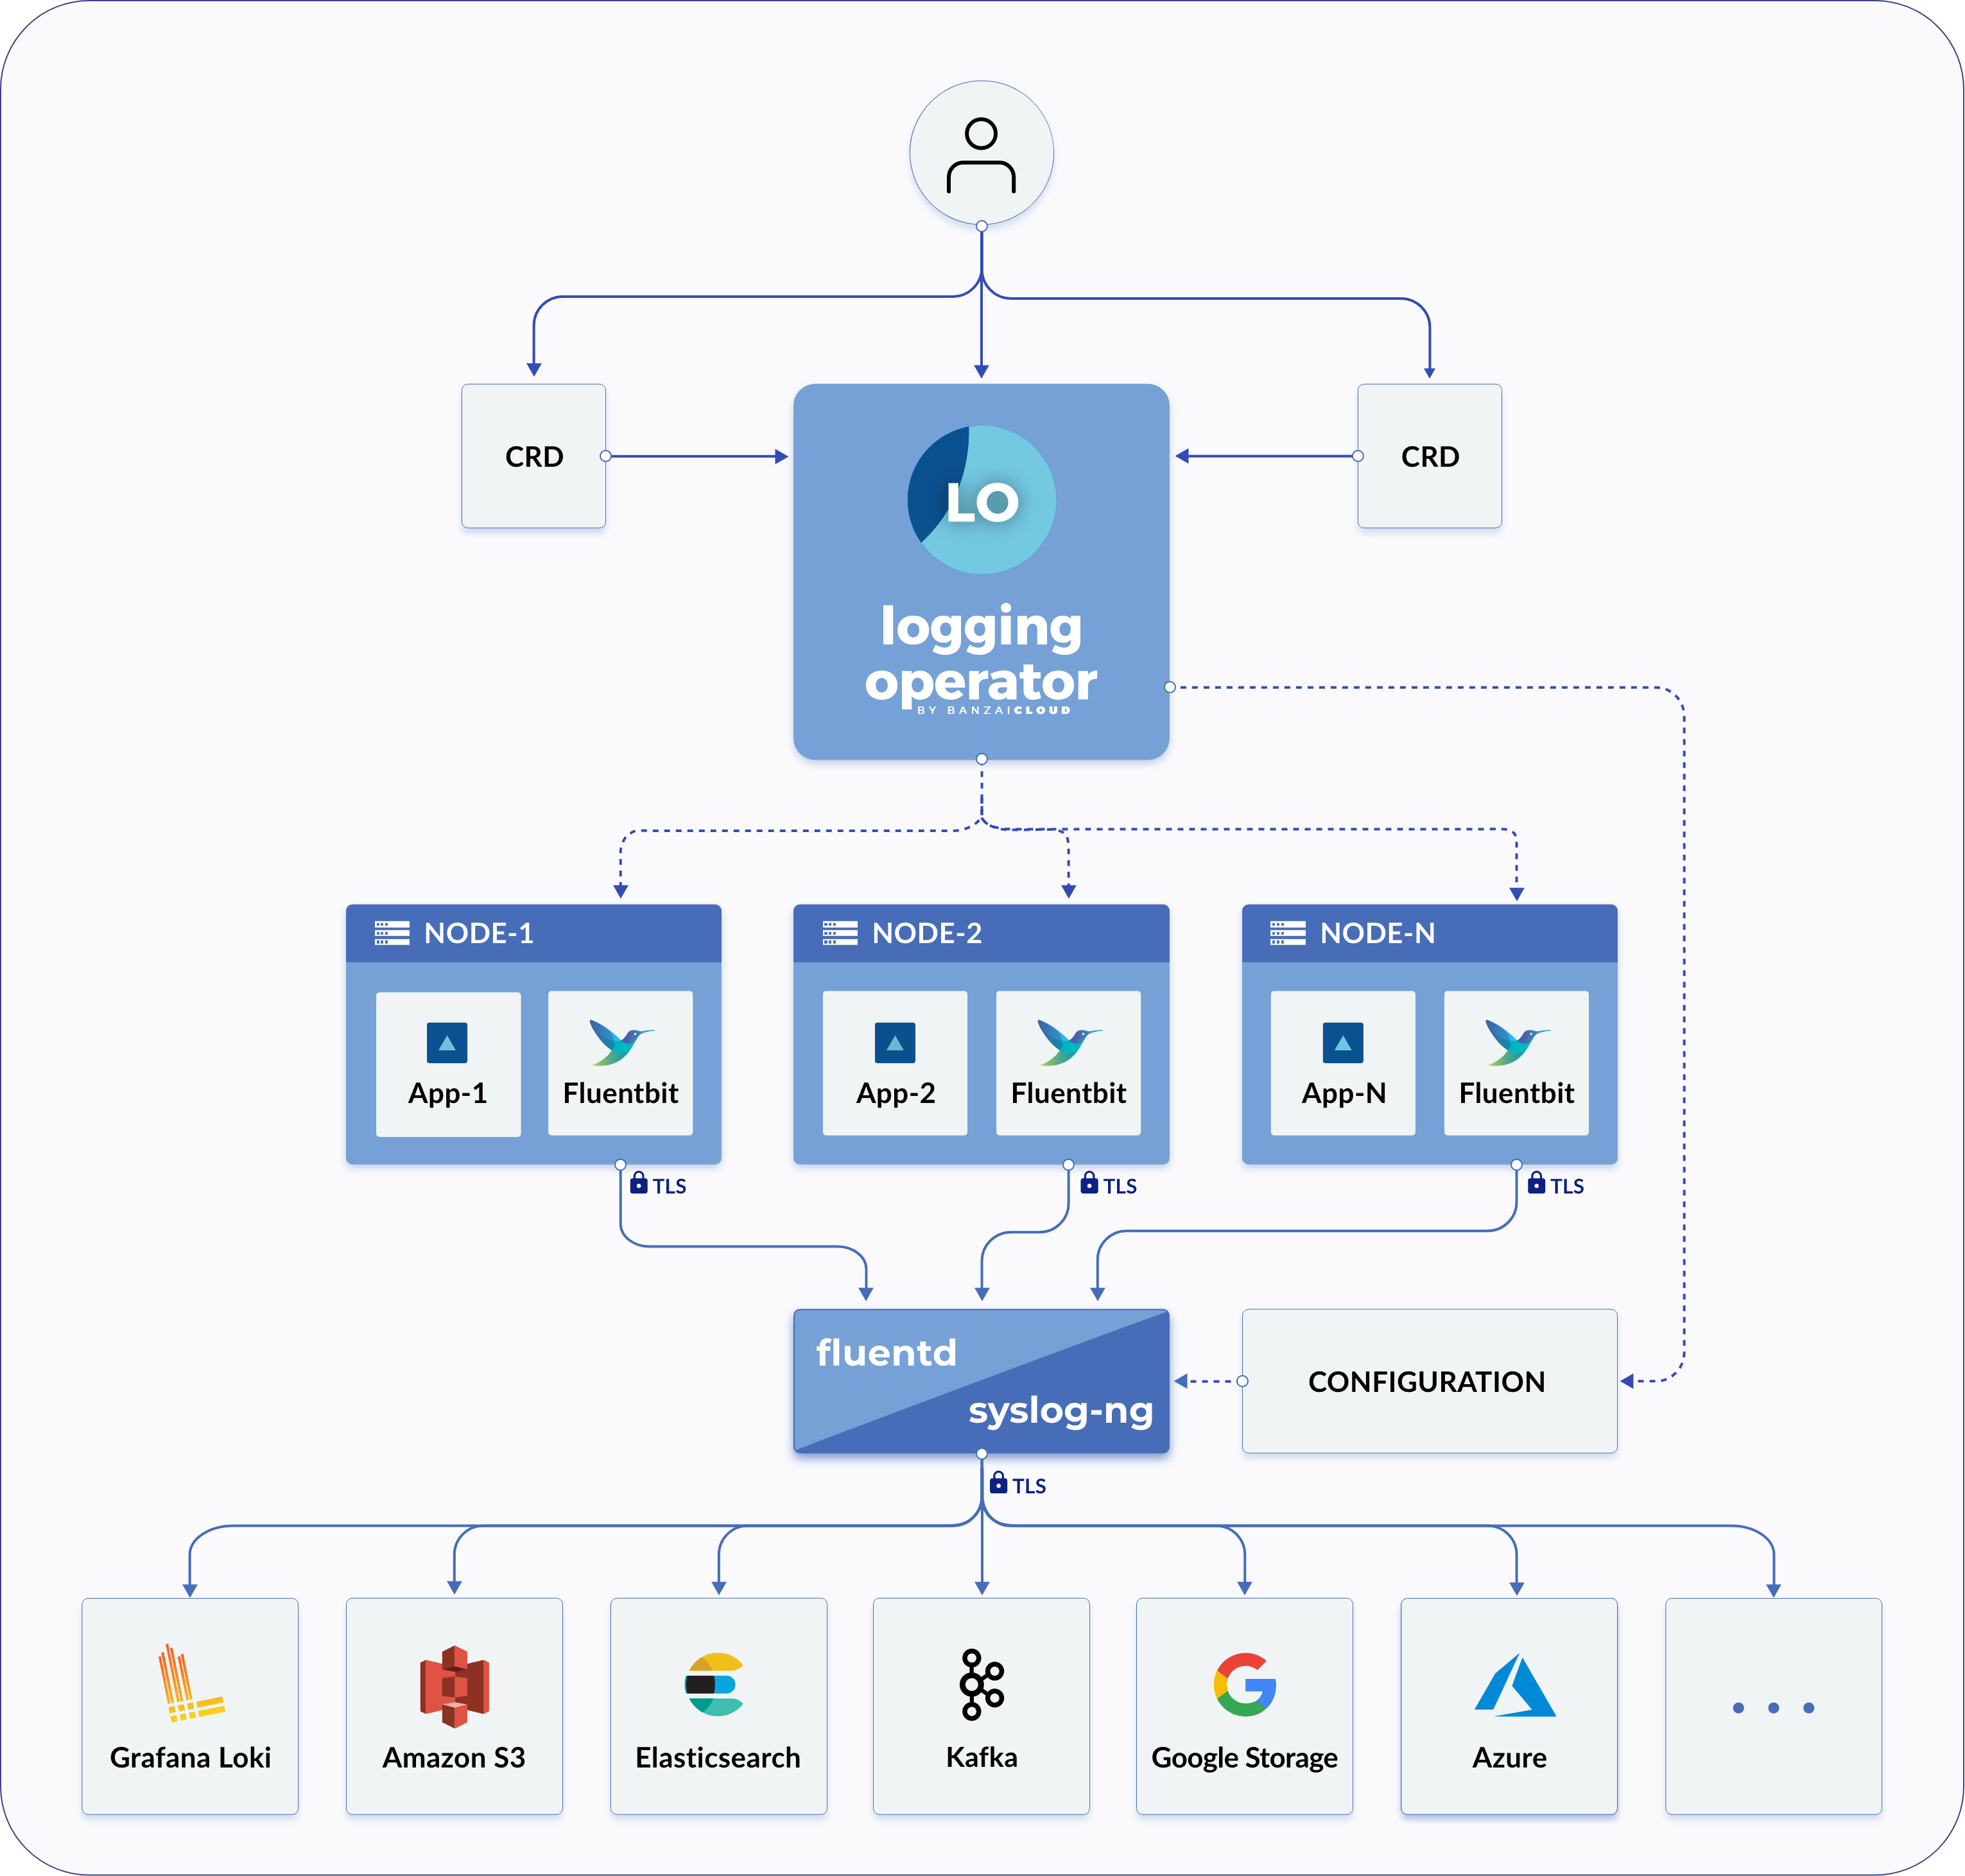 CRD
LO
CRD
logging
operator
BY BANZAICLOUD
NODE-1
NODE-2
NODE-N
App-1
Fluentbit
App-2
Fluentbit
App-N
Fluentbit
TLS
TLS
TLS
fluentd
syslog-ng
CONFIGURATION
TLS
Grafana Loki
Amazon S3
Elasticsearch
Kafka
Google Storage
Azure